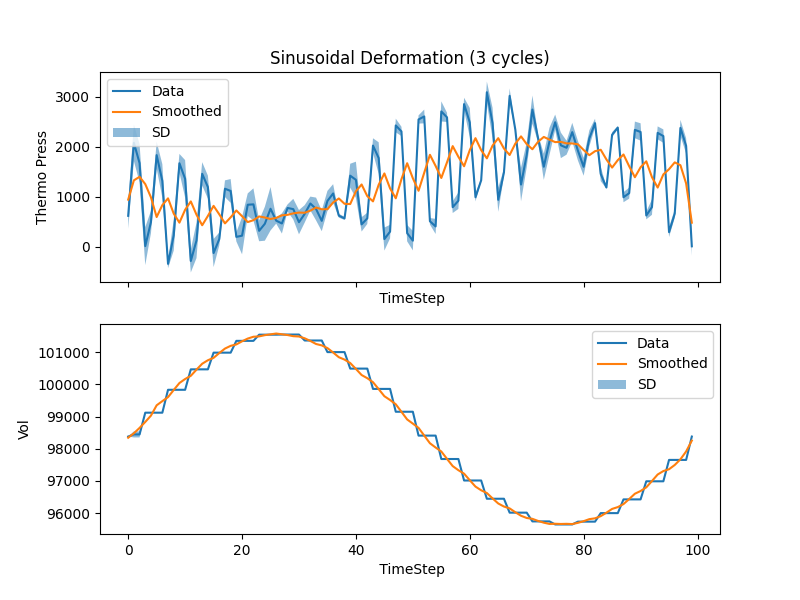 Sinusoidal Deformation (3 cycles)
Data
Smoothed
SD
Thermo Press
3000
2000
1000
0
TimeStep
Data
Smoothed
SD
Vol
101000
100000
99000
98000
97000
96000
0 20 40 60 80 100
TimeStep